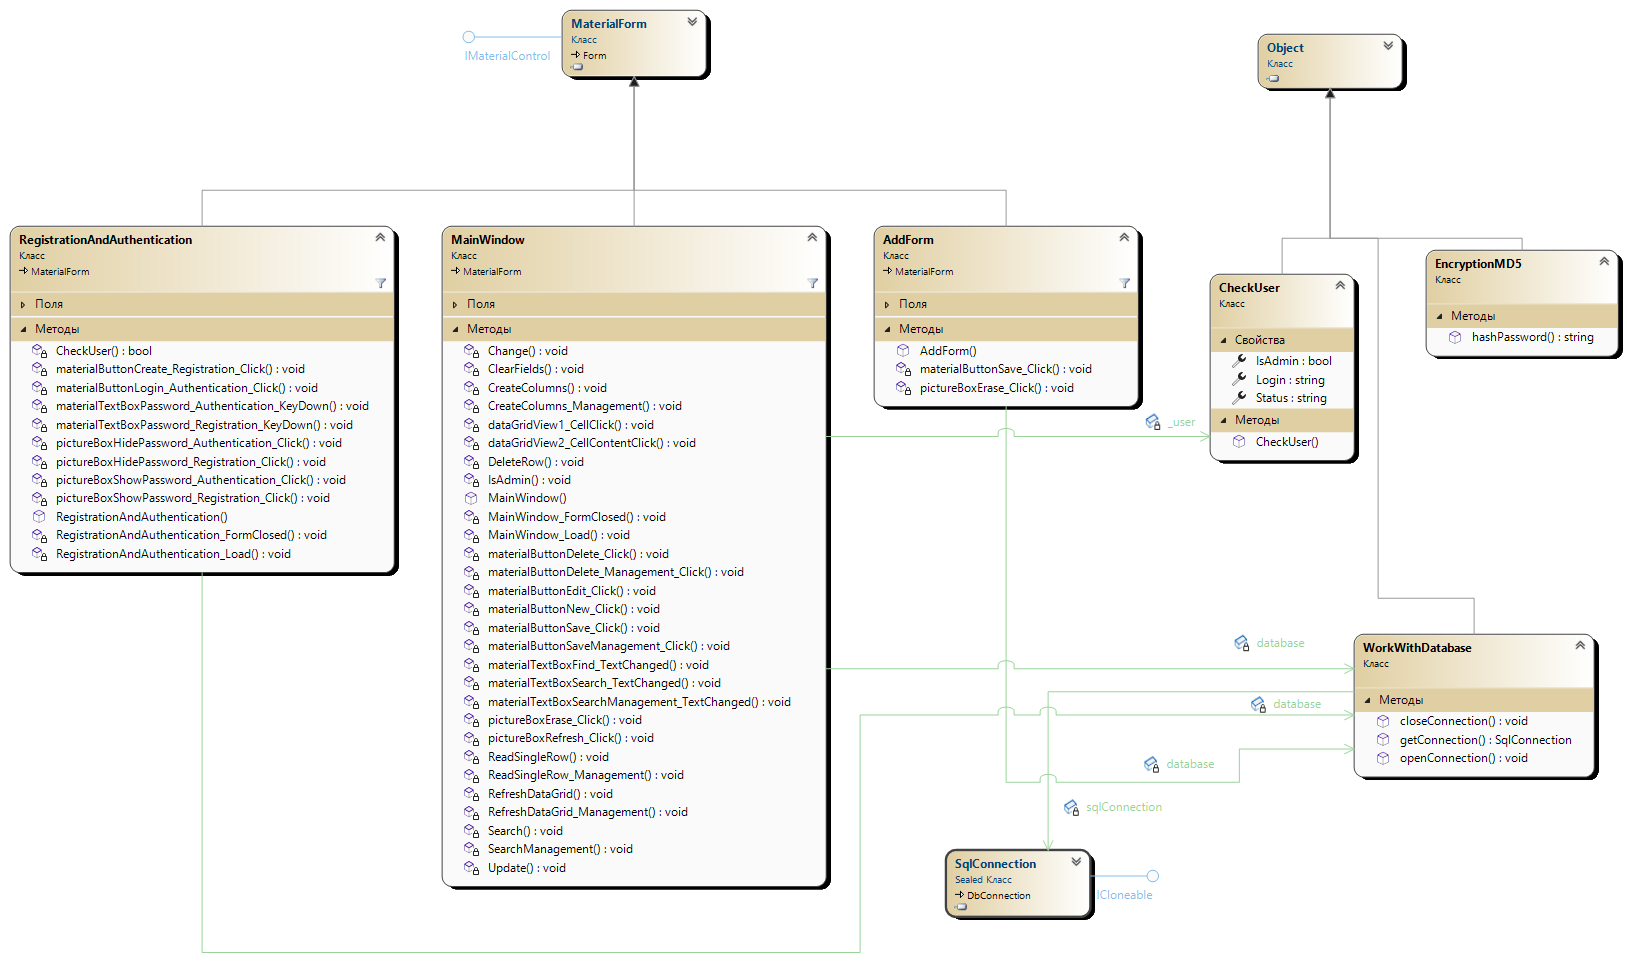 MaterialForm
Класс
Form
IMaterialControl
Object
Класс
RegistrationAndAuthentication
Класс
MaterialForm
Поля
Методы
CheckUser() : bool
materialButtonCreate_Registration_Click() : void
materialButtonLogin_Authentication_Click() : void
materialTextBoxPassword_Authentication_KeyDown() : void
materialTextBoxPassword_Registration_KeyDown() : void
pictureBoxHidePassword_Authentication_Click() : void
pictureBoxHidePassword_Registration_Click() : void
pictureBoxShowPassword_Authentication_Click() : void
pictureBoxShowPassword_Registration_Click() : void
RegistrationAndAuthentication()
RegistrationAndAuthentication_FormClosed() : void
RegistrationAndAuthentication_Load() : void
MainWindow
Класс
MaterialForm
Поля
Методы
Change() : void
ClearFields() : void
CreateColumns() : void
CreateColumns_Management() : void
dataGridView1_CellClick() : void
dataGridView2_CellContentClick() : void
DeleteRow() : void
IsAdmin() : void
MainWindow()
MainWindow_FormClosed() : void
MainWindow_Load() : void
materialButtonDelete_Click() : void
materialButtonDelete_Management_Click() : void
materialButtonEdit_Click() : void
materialButtonNew_Click() : void
materialButtonSave_Click() : void
materialButtonSaveManagement_Click() : void
materialTextBoxFind_TextChanged() : void
materialTextBoxSearch_TextChanged() : void
materialTextBoxSearchManagement_TextChanged() : void
pictureBoxErase_Click() : void
pictureBoxRefresh_Click() : void
ReadSingleRow() : void
ReadSingleRow_Management() : void
RefreshDataGrid() : void
RefreshDataGrid_Management() : void
Search() : void
SearchManagement() : void
Update() : void
AddForm
Класс
MaterialForm
Поля
Методы
AddForm()
materialButtonSave_Click() : void
pictureBoxErase_Click() : void
_user
CheckUser
Класс
Свойства
IsAdmin : bool
Login : string
Status : string
Методы
CheckUser()
EncryptionMD5
Класс
Методы
hashPassword() : string
database
database
database
sqlConnection
WorkWithDatabase
Класс
Методы
closeConnection() : void
getConnection() : SqlConnection
openConnection() : void
SqlConnection
Sealed Класс
DbConnection
ICloneable